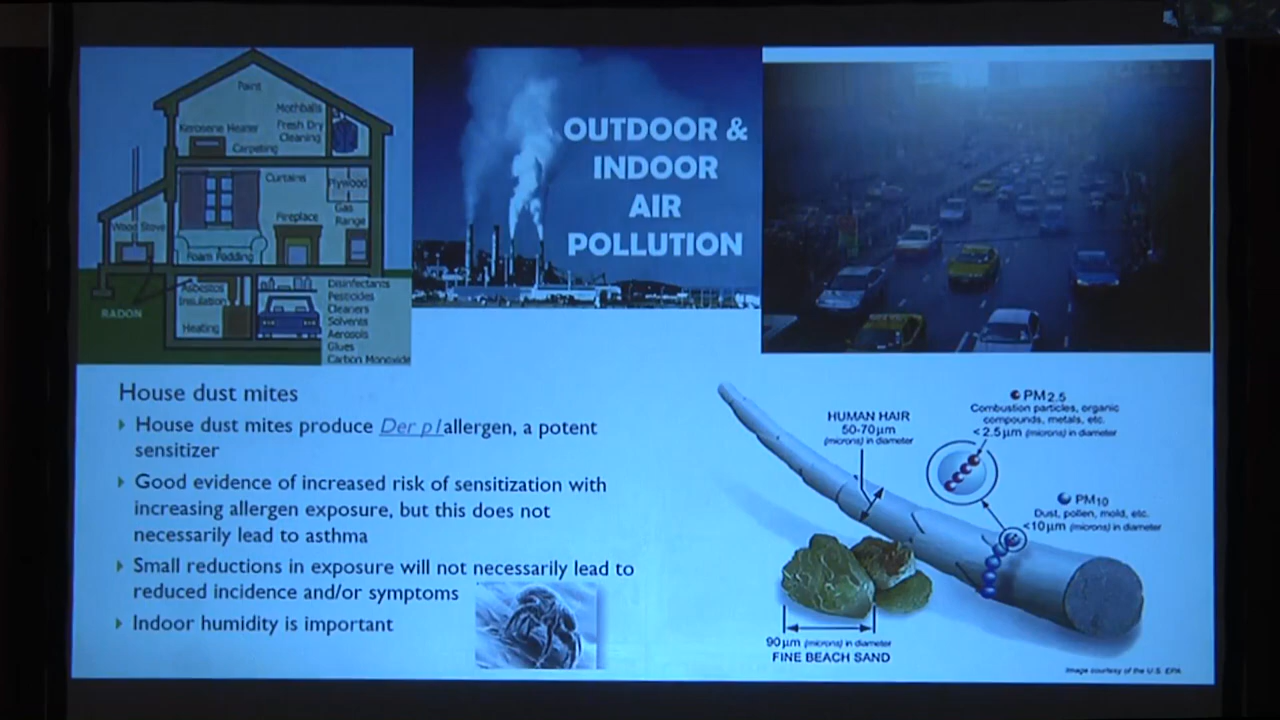 Paint
Mothballs
Kerosene Heater
Fresh Dry
Cleaning
Carpeting
Curtains
Plywood
Gas
Range
Fireplace
Wood Stove
Foam Padding
Asbestos
Insulation
Heating
RADON
Disinfectants
Pesticides
Cleaners
Solvents
Aerosols
Glues
Carbon Monoxide
OUTDOOR &
INDOOR
AIR
POLLUTION
House dust mites
House dust mites produce Der p I allergen, a potent
sensitizer
Good evidence of increased risk of sensitization with
increasing allergen exposure, but this does not
necessarily lead to asthma
Small reductions in exposure will not necessarily lead to
reduced incidence and/or symptoms
Indoor humidity is important
HUMAN HAIR
50-70µm
(microns) in diameter
PM2.5
Combustion particles, organic
compounds, metals, etc.
<2.5µm (microns) in diameter
PM10
Dust, pollen, mold, etc.
<10µm (microns) in diameter
90µm (microns) in diameter
FINE BEACH SAND
Image courtesy of the U.S. EPA